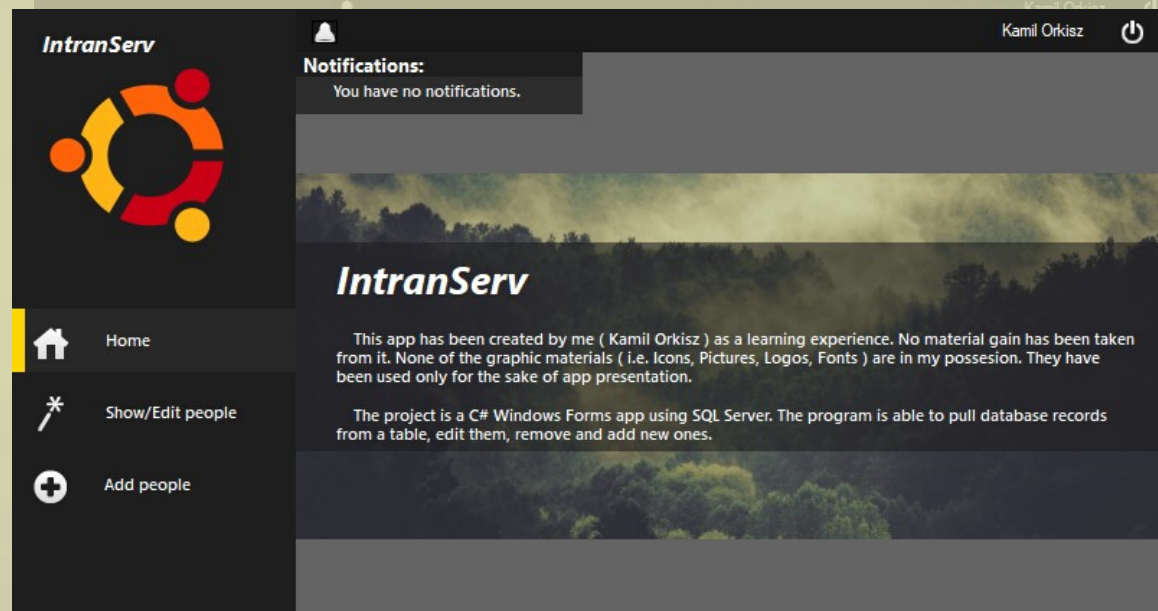 Kamil Orkisz
IntranServ
Kamil Orkisz
Notifications:
You have no notifications.
IntranServ
This app has been created by me ( Kamil Orkisz ) as a learning experience. No material gain has been taken
from it. None of the graphic materials ( i.e. Icons, Pictures, Logos, Fonts ) are in my possesion. They have
been used only for the sake of app presentation.
The project is a C# Windows Forms app using SQL Server. The program is able to pull database records
from a table, edit them, remove and add new ones.
Home
Show/Edit people
Add people